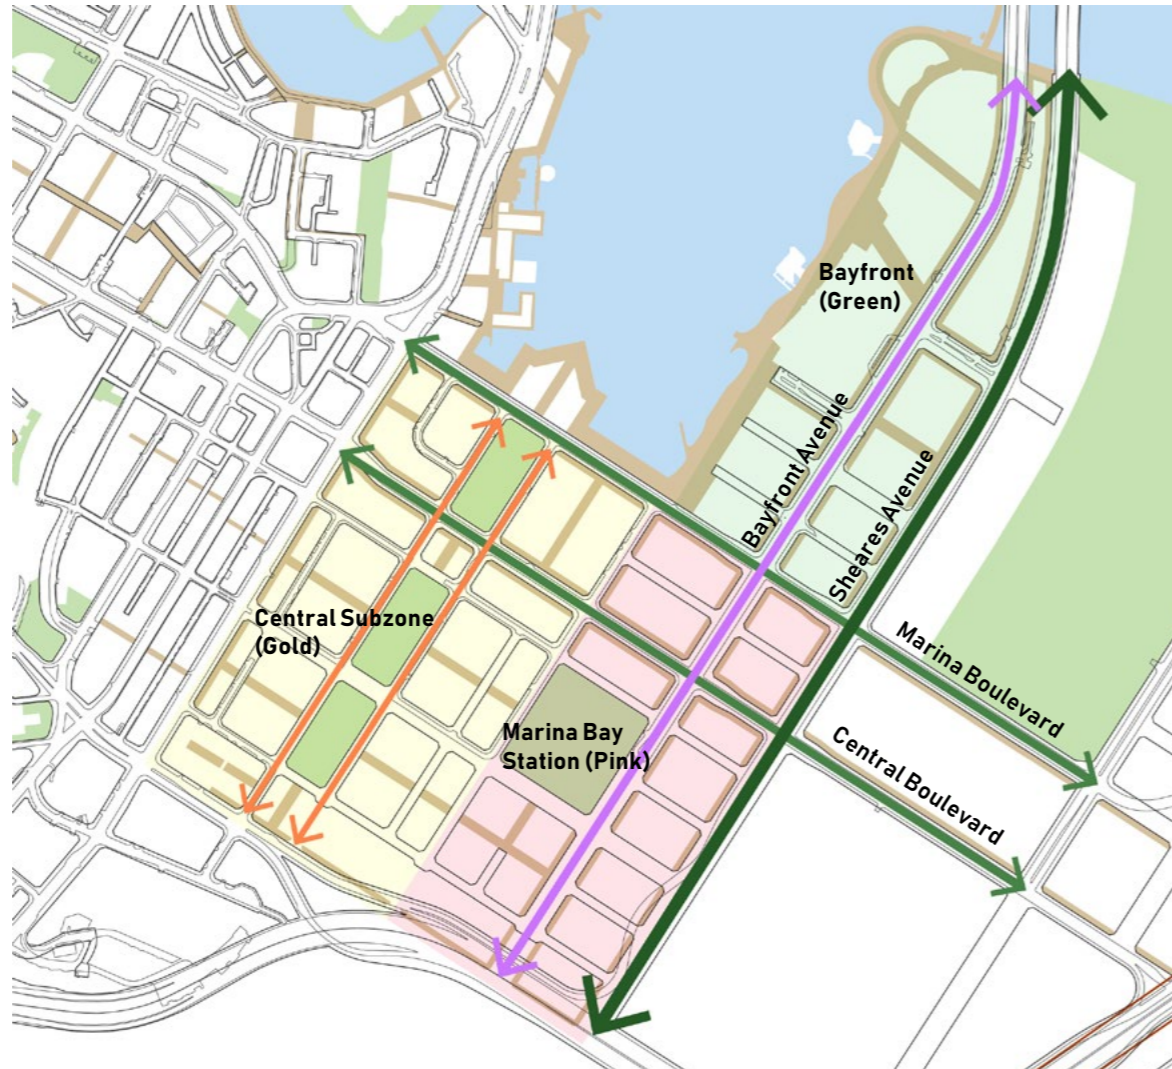 Bayfront
(Green)
Bayfront Avenue
Sheares Avenue
Central Subzone
(Gold)
Marina Boulevard
Marina Bay
Station (Pink)
Central Boulevard